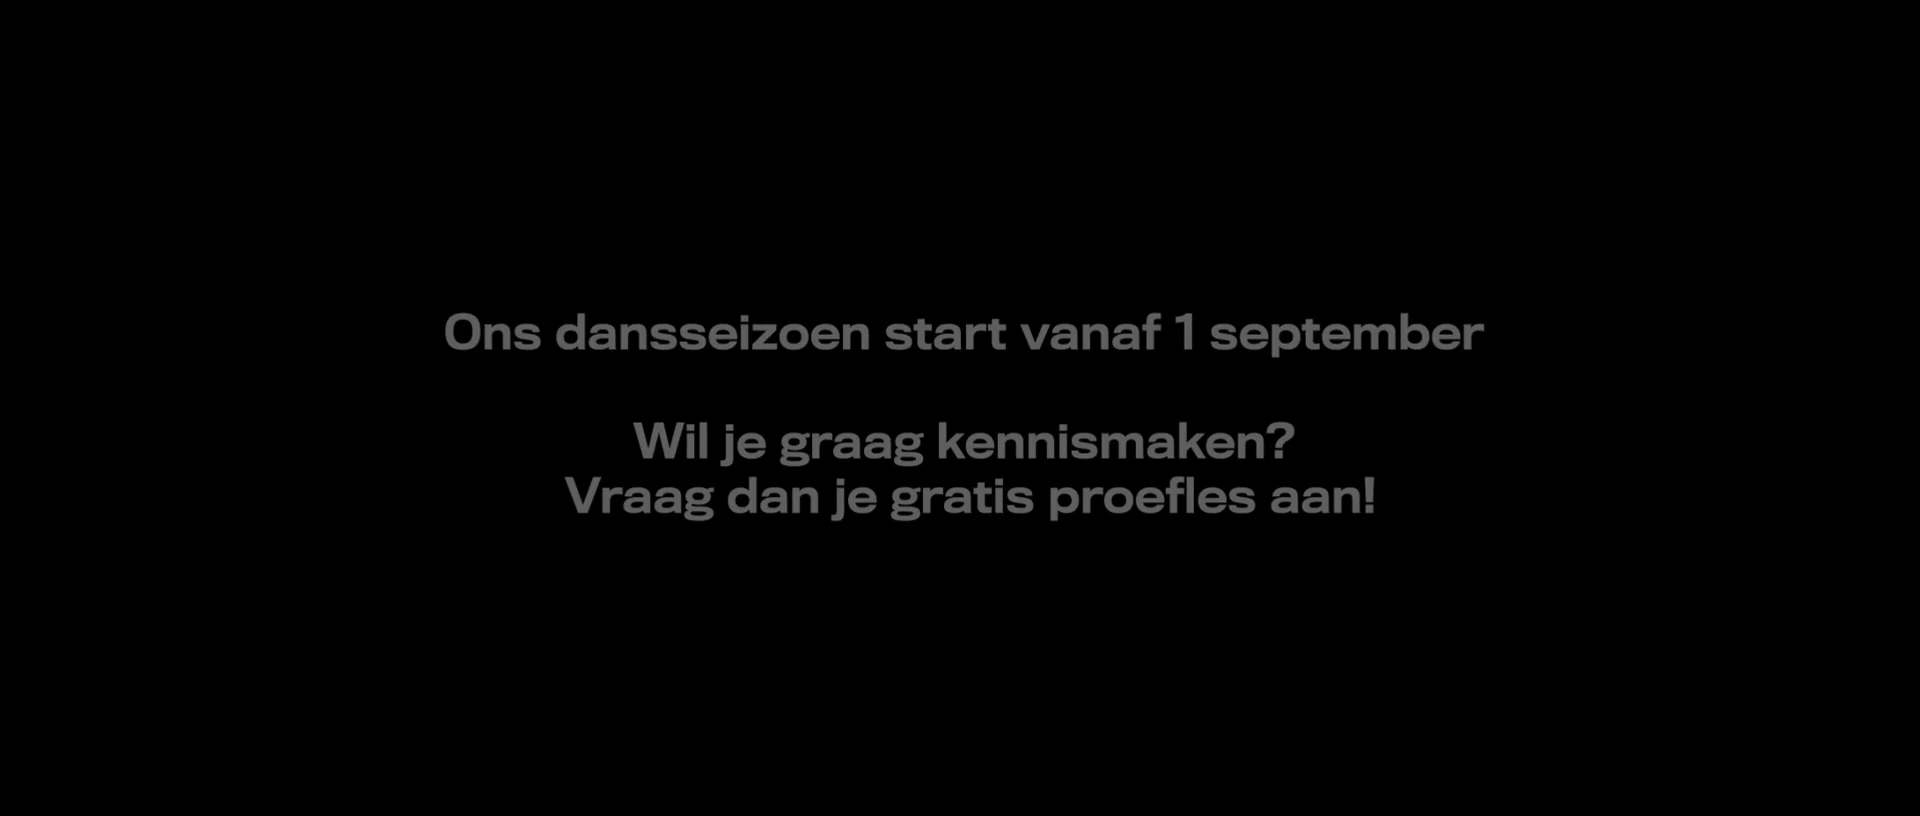 Ons dansseizoen start vanaf 1 september
Wil je graag kennismaken?
Vraag dan je gratis proefles aan!